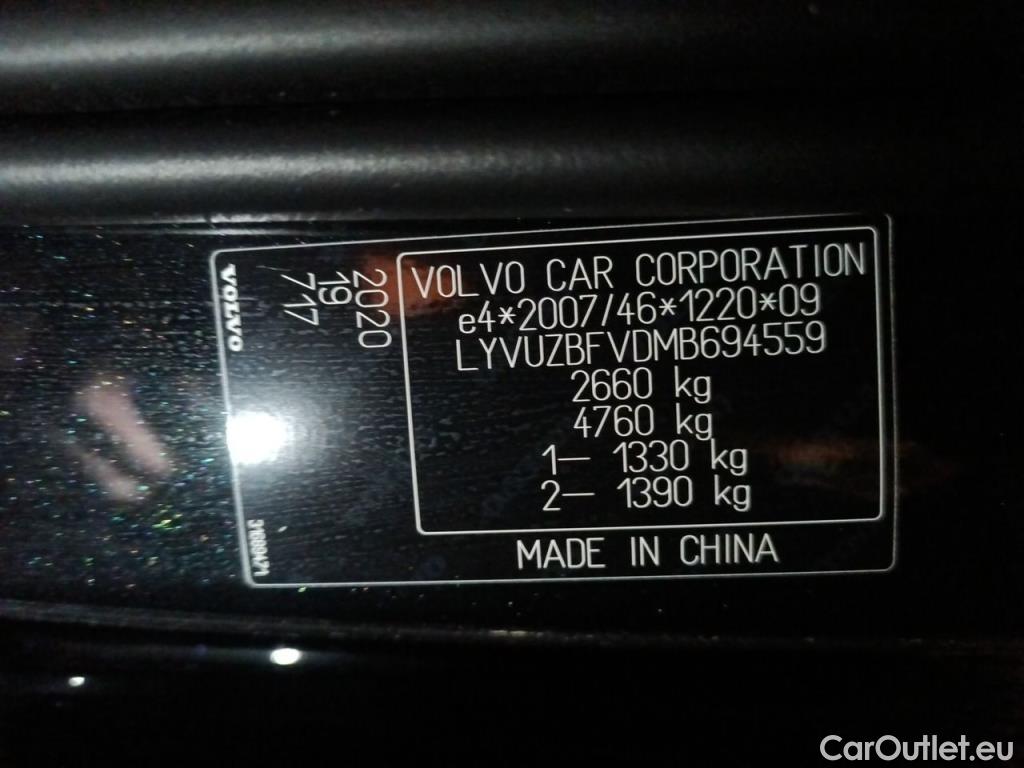 VOLVO CAR CORPORATION
e4*2007/46*1220*09
LYVUZBFVDMB694559
2660 kg
4760 kg
1– 1330 kg
2– 1390 kg
MADE IN CHINA
2020
19
717
VOLVO
31689471
CarOutlet.eu